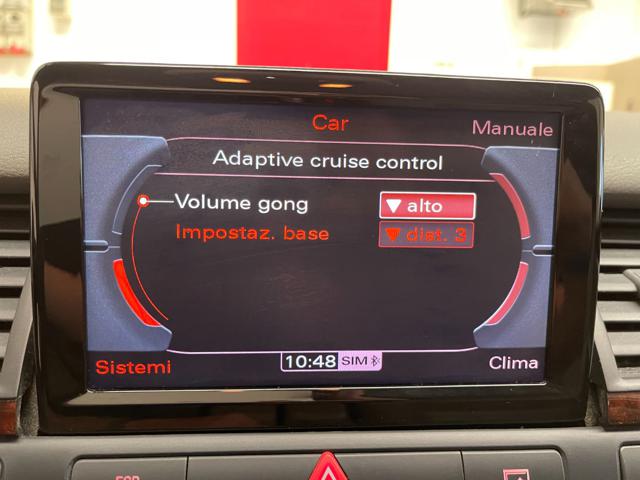 Car
Manuale
Adaptive cruise control
Volume gong
▼ alto
Impostaz. base
▼ dist. 3
Sistemi
10:48 SIM
Clima